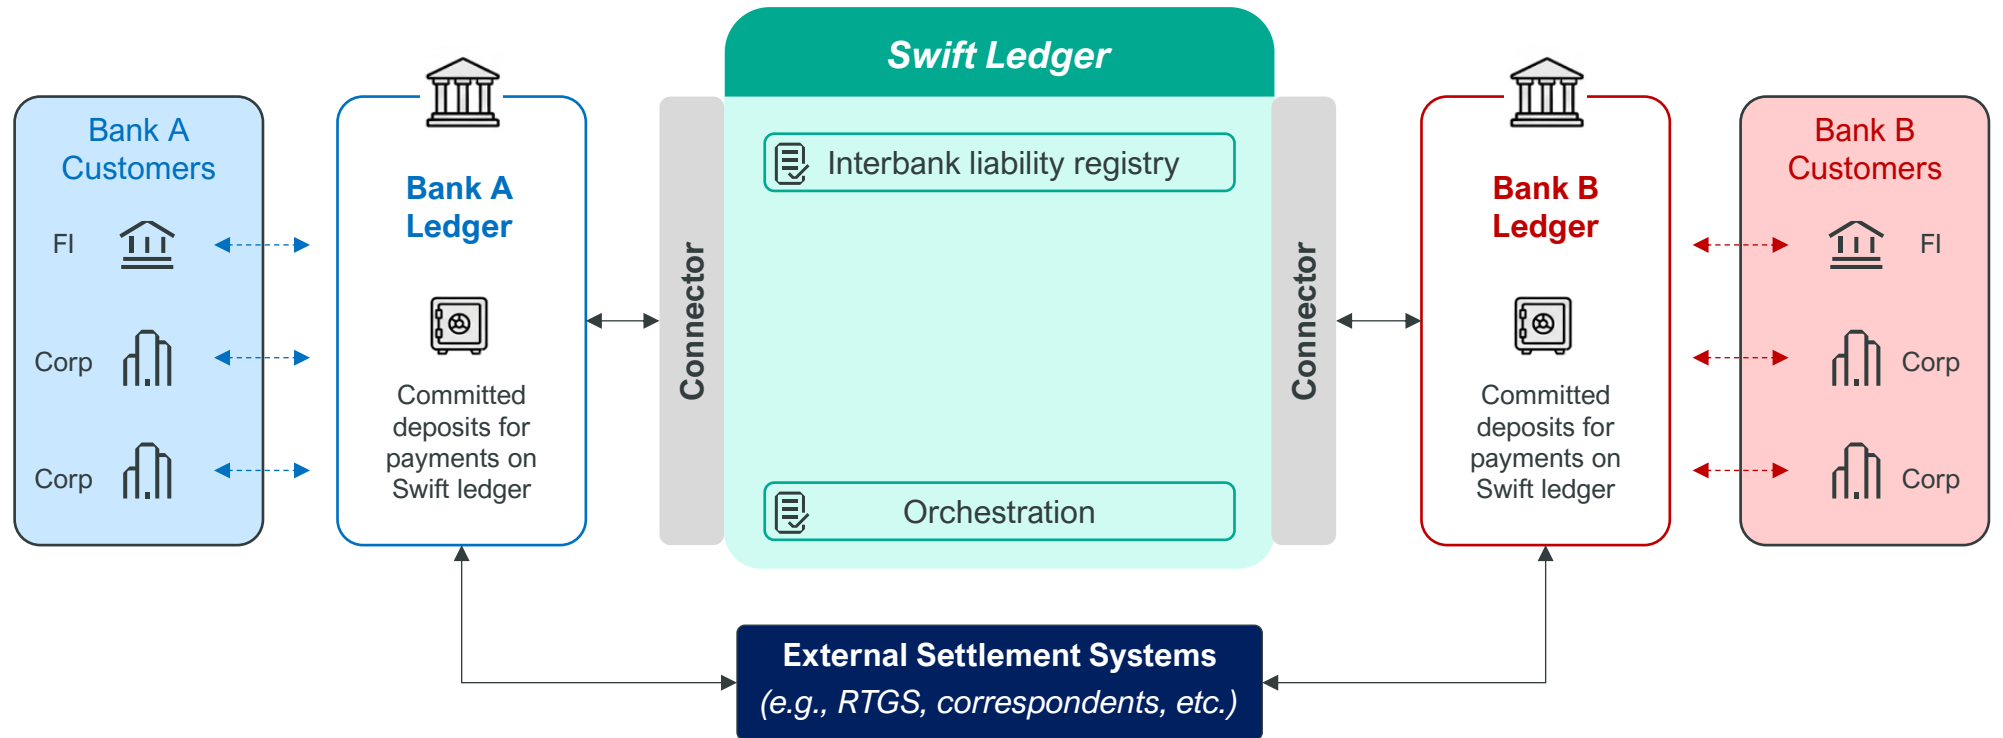 Swift Ledger
Bank A
Customers
FI
Corp
Corp
Bank A
Ledger
Committed
deposits for
payments on
Swift ledger
Connector
Interbank liability registry
Orchestration
Connector
Bank B
Ledger
Committed
deposits for
payments on
Swift ledger
Bank B
Customers
FI
Corp
Corp
External Settlement Systems
(e.g., RTGS, correspondents, etc.)